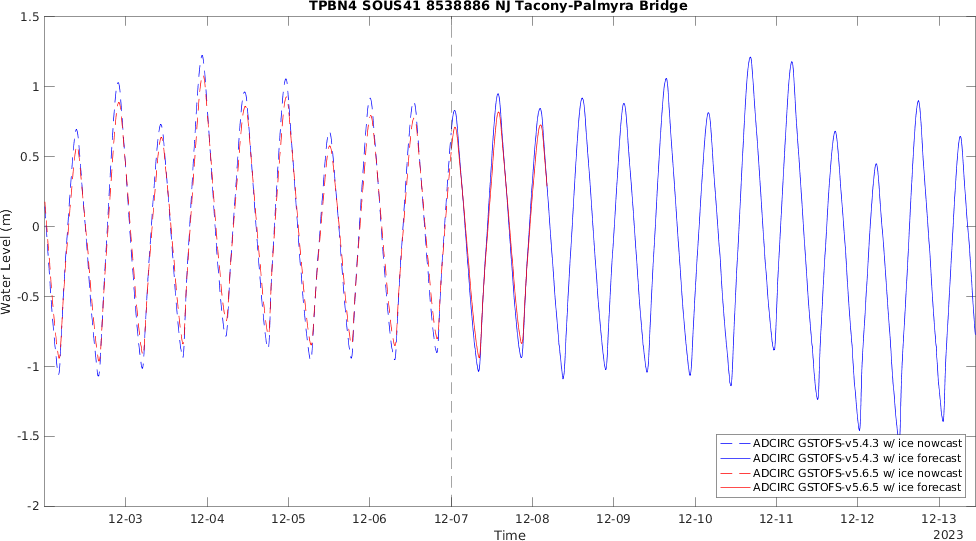 TPBN4 SOUS41 8538886 NJ Tacony-Palmyra Bridge
1.5
1
0.5
0
-0.5
-1
-1.5
-2
Water Level (m)
ADCIRC GSTOFS-v5.4.3 w/ ice nowcast
ADCIRC GSTOFS-v5.4.3 w/ ice forecast
ADCIRC GSTOFS-v5.6.5 w/ ice nowcast
ADCIRC GSTOFS-v5.6.5 w/ ice forecast
12-03 12-04 12-05 12-06 12-07 12-08 12-09 12-10 12-11 12-12 12-13
Time
2023